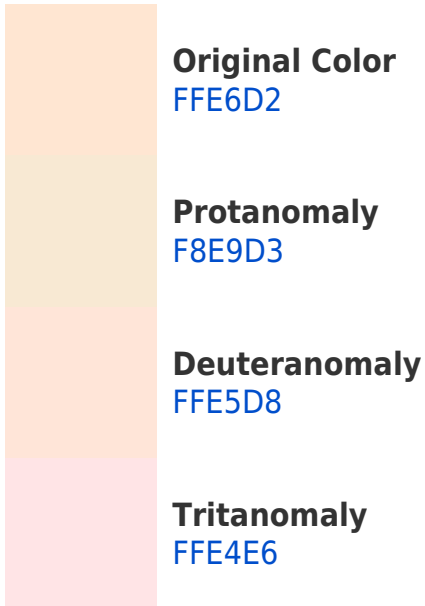 Original Color
FFE6D2
Protanomaly
F8E9D3
Deuteranomaly
FFE5D8
Tritanomaly
FFE4E6